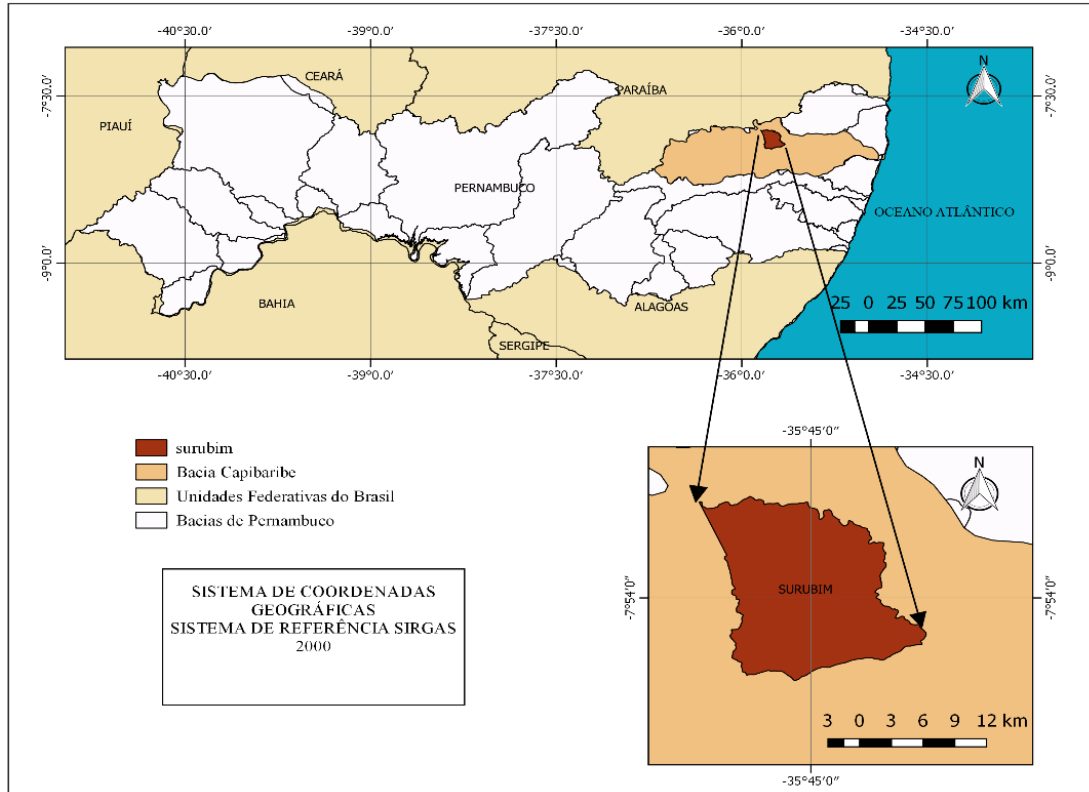 -40°30.0' -39°0.0' -37°30.0' -36°0.0' -34°30.0'
N
CEARÁ
PARAÍBA
-7°30.0' -7°30.0'
PIAUÍ
PERNAMBUCO
OCEANO ATLÂNTICO
-9°0.0' -9°0.0'
BAHIA
ALAGOAS
25 0 25 50 75 100 km
SERGIPE
-40°30.0' -39°0.0' -37°30.0' -36°0.0' -34°30.0'
surubim
Bacia Capibaribe
Unidades Federativas do Brasil
Bacias de Pernambuco
SISTEMA DE COORDENADAS
GEOGRÁFICAS
SISTEMA DE REFERÊNCIA SIRGAS
2000
-35°45'0"
N
SURUBIM
-7°54'0" -7°54'0"
3 0 3 6 9 12 km
-35°45'0"